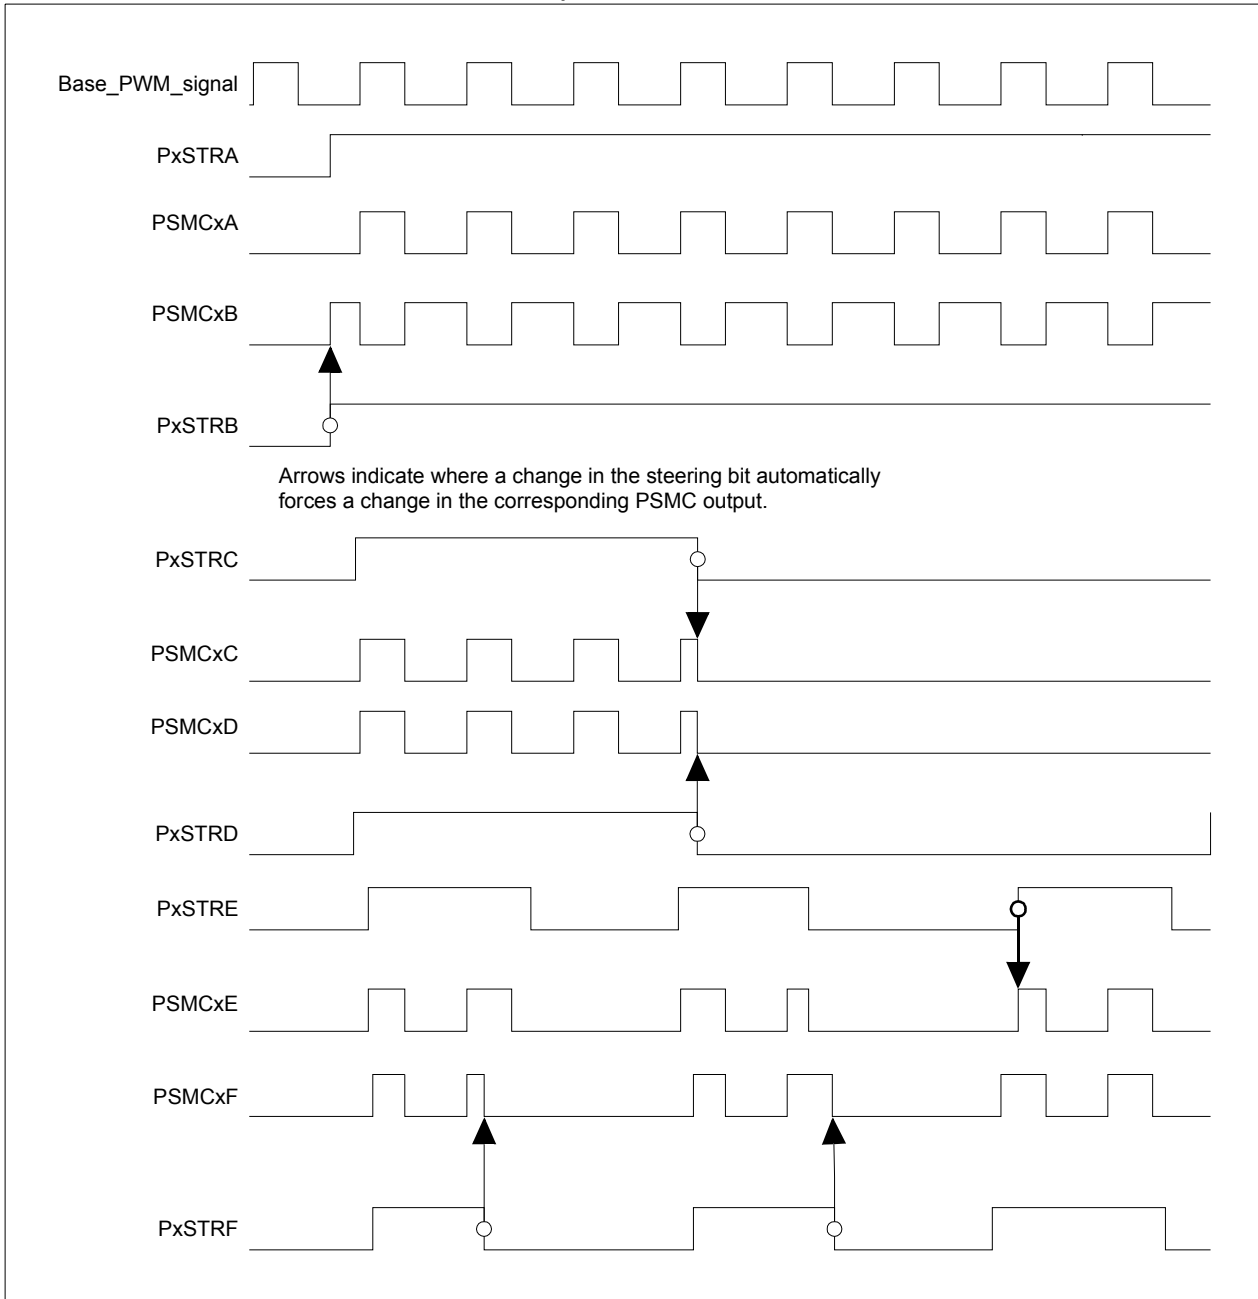 Base_PWM_signal
PxSTRA
PSMCxA
PSMCxB
PxSTRB
Arrows indicate where a change in the steering bit automatically
forces a change in the corresponding PSMC output.
PxSTRC
PSMCxC
PSMCxD
PxSTRD
PxSTRE
PSMCxE
PSMCxF
PxSTRF